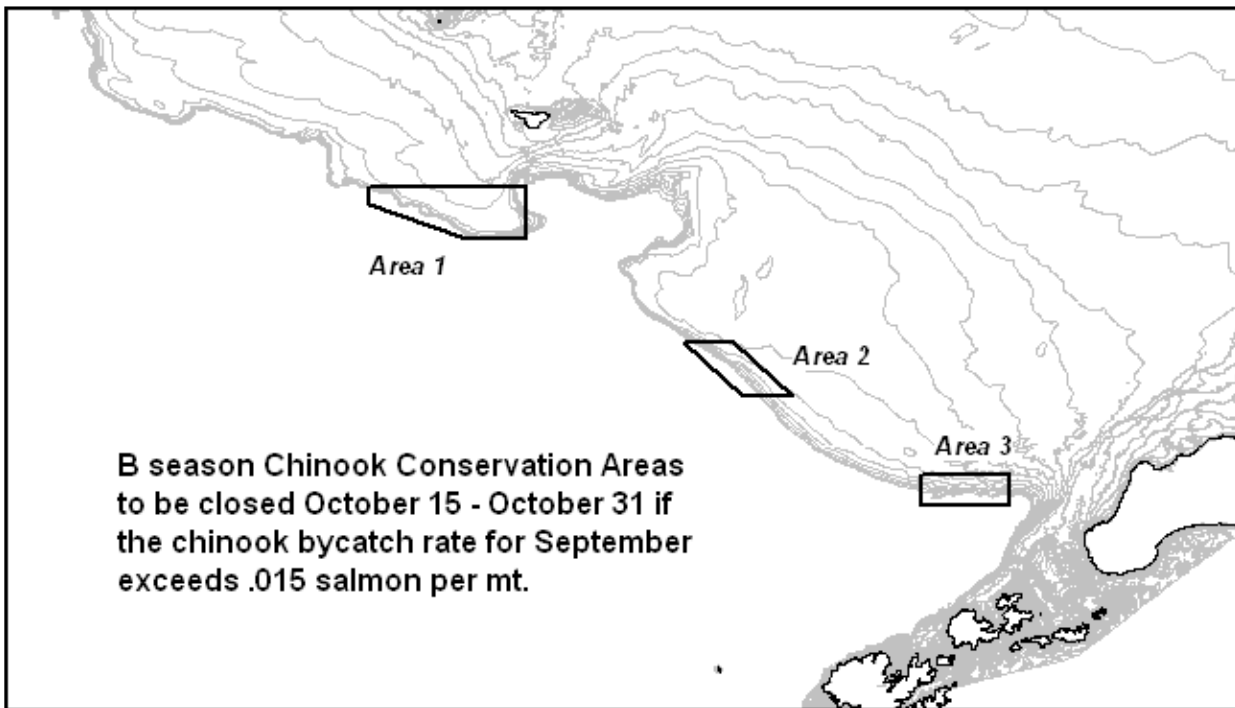 Area 1
Area 2
Area 3
B season Chinook Conservation Areas
to be closed October 15 - October 31 if
the chinook bycatch rate for September
exceeds .015 salmon per mt.